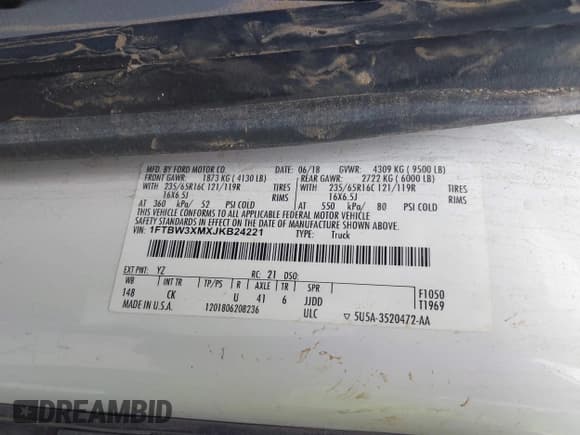 MFD. BY FORD MOTOR CO. DATE: 06/18 GVWR: 4309 KG ( 9500 LB)
FRONT GAWR: 1873 KG ( 4130 LB) REAR GAWR: 2722 KG ( 6000 LB)
WITH 235/65R16C 121/119R TIRES WITH 235/65R16C 121/119R TIRES
16X6.5J RIMS 16X6.5J RIMS
AT 360 kPa/ 52 PSI COLD AT 550 kPa/ 80 PSI COLD
THIS VEHICLE CONFORMS TO ALL APPLICABLE FEDERAL MOTOR VEHICLE
SAFETY STANDARDS IN EFFECT ON THE DATE OF MANUFACTURE SHOWN ABOVE.
VIN: 1FTBW3XMXJKB24221 TYPE: Truck
EXT PNT: YZ RC: 21 DSO:
WB INT TR TP/PS R AXLE TR SPR
148 CK U 41 6 JJDD F1050
T1969
MADE IN U.S.A. 1201806208236 ULC ▽ 5U5A-3520472-AA
DREAMBID